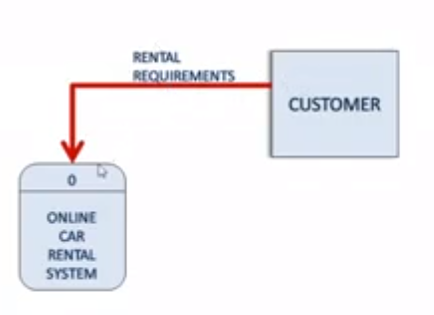 RENTAL
REQUIREMENTS
CUSTOMER
0
ONLINE
CAR
RENTAL
SYSTEM